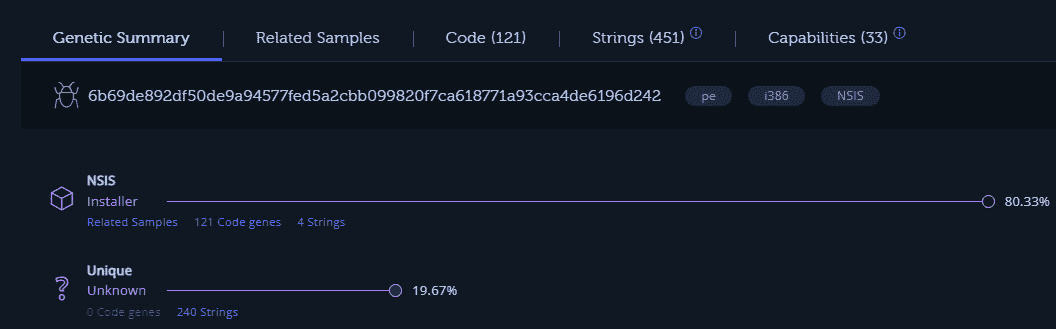 Genetic Summary Related Samples Code (121) Strings (451) Capabilities (33)
6b69de892df50de9a94577fed5a2cbb099820f7ca618771a93cca4de6196d242 pe i386 NSIS
NSIS
Installer 80.33%
Related Samples 121 Code genes 4 Strings
Unique
Unknown 19.67%
0 Code genes 240 Strings